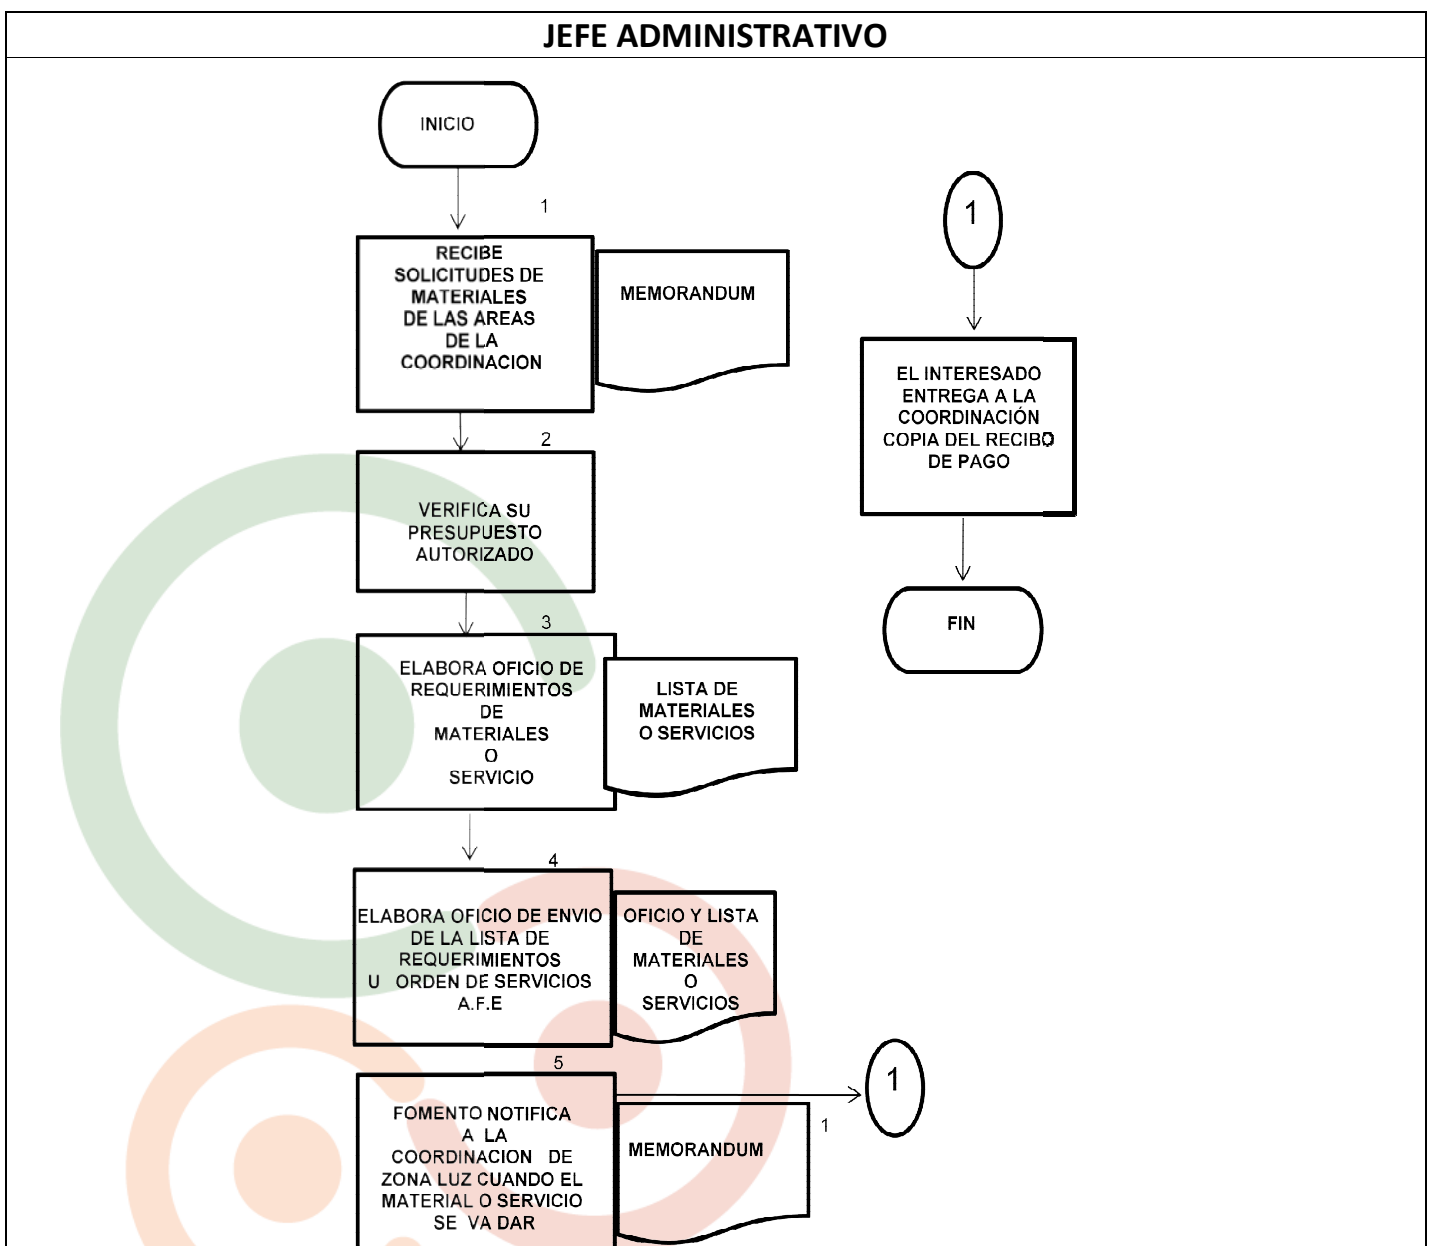 JEFE ADMINISTRATIVO
INICIO
1
RECIBE
SOLICITUDES DE
MATERIALES
DE LAS AREAS
DE LA
COORDINACION
MEMORANDUM
2
VERIFICA SU
PRESUPUESTO
AUTORIZADO
3
ELABORA OFICIO DE
REQUERIMIENTOS
DE
MATERIALES
O
SERVICIO
LISTA DE
MATERIALES
O SERVICIOS
4
ELABORA OFICIO DE ENVIO
DE LA LISTA DE
REQUERIMIENTOS
U ORDEN DE SERVICIOS
A.F.E
OFICIO Y LISTA
DE
MATERIALES
O
SERVICIOS
5
FOMENTO NOTIFICA
A LA
COORDINACION DE
ZONA LUZ CUANDO EL
MATERIAL O SERVICIO
SE VA DAR
MEMORANDUM
1
1
1
EL INTERESADO
ENTREGA A LA
COORDINACIÓN
COPIA DEL RECIBO
DE PAGO
FIN